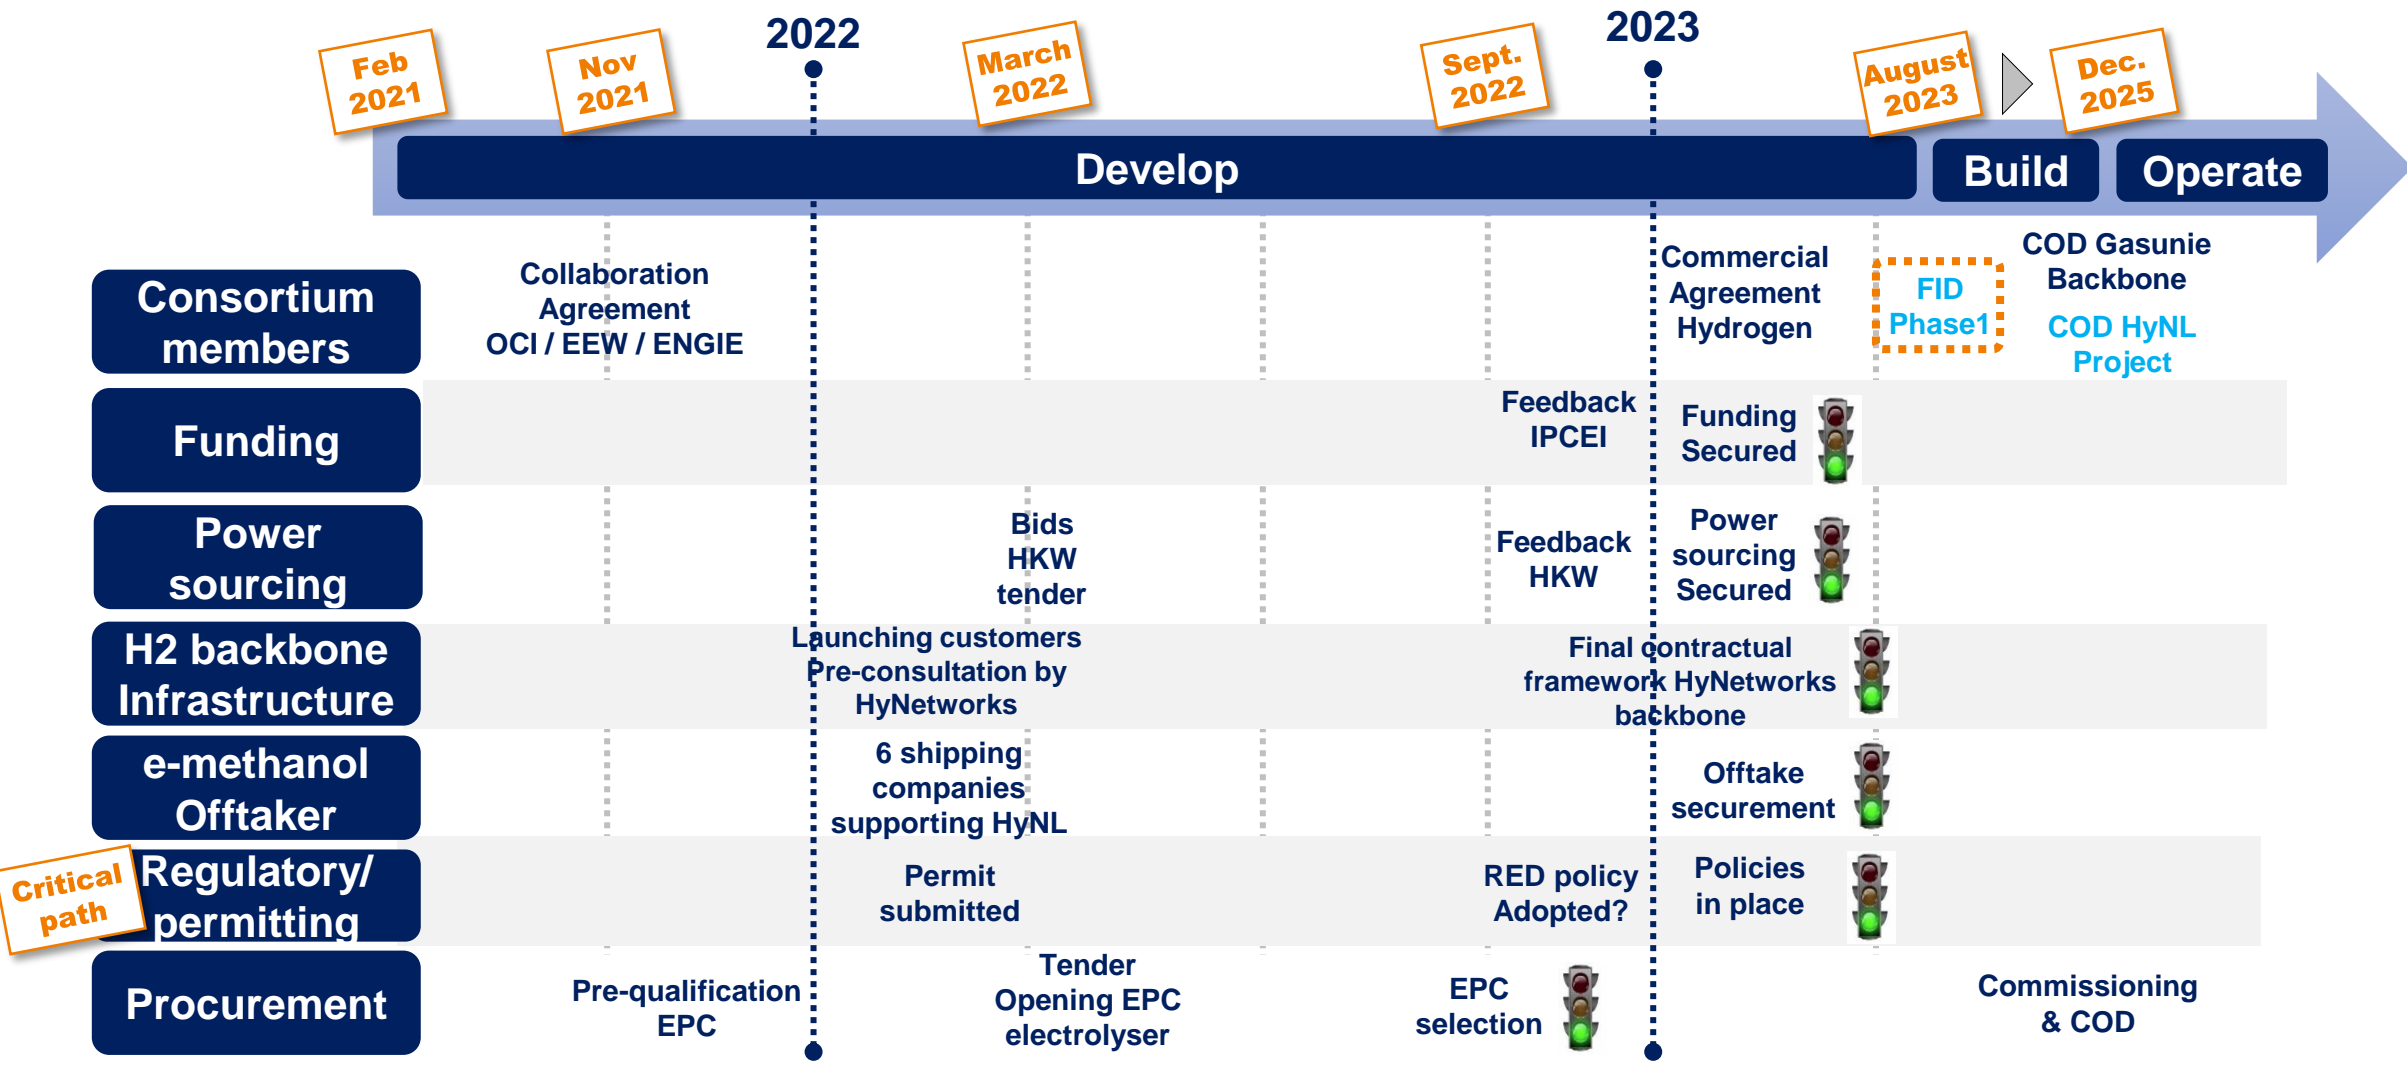 2022
2023
Feb
2021
Nov
2021
March
2022
Sept.
2022
August
2023
Dec.
2025
Develop
Build
Operate
Consortium
members
Collaboration
Agreement
OCI / EEW / ENGIE
Commercial
Agreement
Hydrogen
FID
Phase1
COD Gasunie
Backbone
COD HyNL
Project
Funding
Feedback
IPCEI
Funding
Secured
Power
sourcing
Bids
HKW
tender
Feedback
HKW
Power
sourcing
Secured
H2 backbone
Infrastructure
Launching customers
Pre-consultation by
HyNetworks
Final contractual
framework HyNetworks
backbone
e-methanol
Offtaker
6 shipping
companies
supporting HyNL
Offtake
securement
Critical
path
Regulatory/
permitting
Permit
submitted
RED policy
Adopted?
Policies
in place
Procurement
Pre-qualification
EPC
Tender
Opening EPC
electrolyser
EPC
selection
Commissioning
& COD